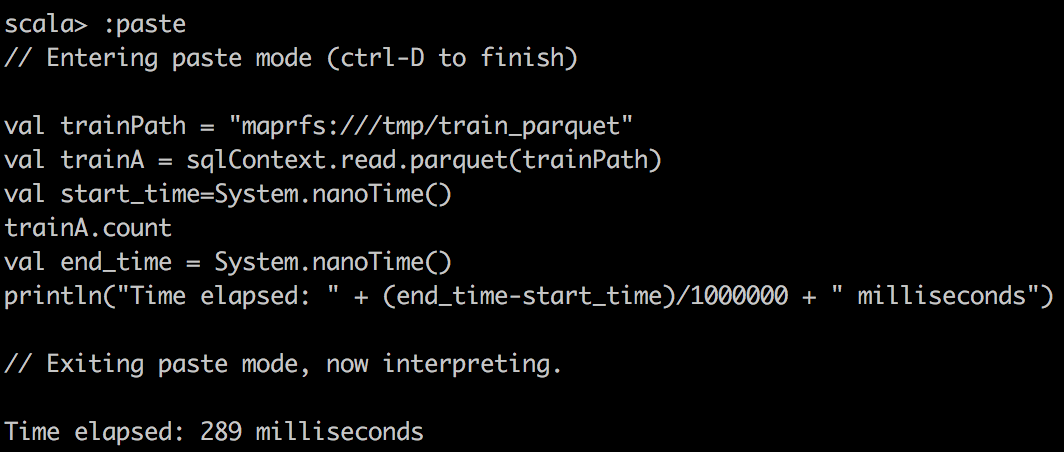 scala> :paste
// Entering paste mode (ctrl-D to finish)
val trainPath = "maprfs:///tmp/train_parquet"
val trainA = sqlContext.read.parquet(trainPath)
val start_time=System.nanoTime()
trainA.count
val end_time = System.nanoTime()
println("Time elapsed: " + (end_time-start_time)/1000000 + " milliseconds")
// Exiting paste mode, now interpreting.
Time elapsed: 289 milliseconds